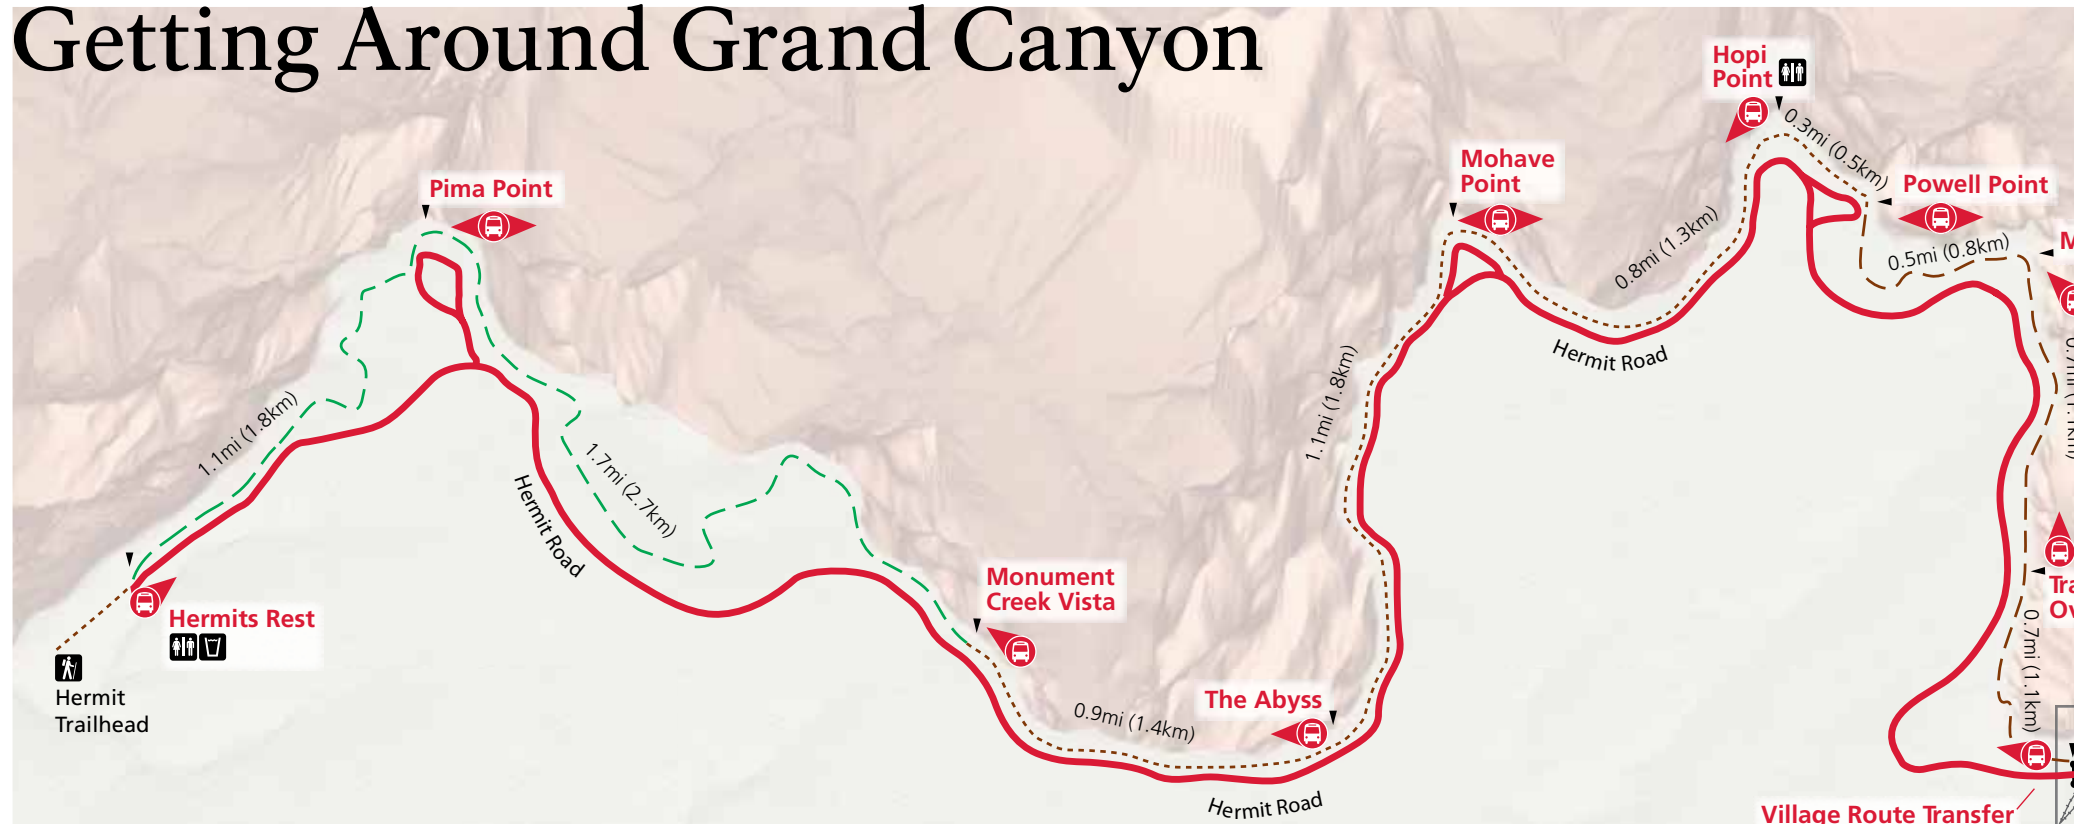 Getting Around Grand Canyon
Hopi
Point
0.3mi (0.5km)
Mohave
Point
Powell Point
Pima Point
0.8mi (1.3km)
0.5mi (0.8km)
Hermit Road
1.1mi (1.8km)
1.1mi (1.8km)
1.7mi (2.7km)
Hermit Road
Monument
Creek Vista
Hermits Rest
0.7mi (1.1km)
Hermit
Trailhead
The Abyss
0.9mi (1.4km)
Hermit Road
Village Route Transfer